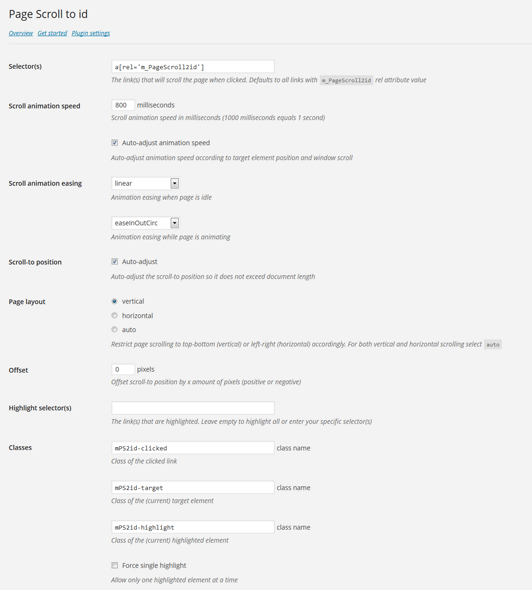 Page Scroll to id
Overview Get started Plugin settings
Selector(s)
a[rel='m_PageScroll2id']
The link(s) that will scroll the page when clicked. Defaults to all links with m_PageScroll2id rel attribute value
Scroll animation speed
800 milliseconds
Scroll animation speed in milliseconds (1000 milliseconds equals 1 second)
Auto-adjust animation speed
Auto-adjust animation speed according to target element position and window scroll
Scroll animation easing
linear
Animation easing when page is idle
easeInOutCirc
Animation easing while page is animating
Scroll-to position
Auto-adjust
Auto-adjust the scroll-to position so it does not exceed document length
Page layout
vertical
horizontal
auto
Restrict page scrolling to top-bottom (vertical) or left-right (horizontal) accordingly. For both vertical and horizontal scrolling select auto
Offset
0 pixels
Offset scroll-to position by x amount of pixels (positive or negative)
Highlight selector(s)
The link(s) that are highlighted. Leave empty to highlight all or enter your specific selector(s)
Classes
mPS2id-clicked class name
Class of the clicked link
mPS2id-target class name
Class of the (current) target element
mPS2id-highlight class name
Class of the (current) highlighted element
Force single highlight
Allow only one highlighted element at a time